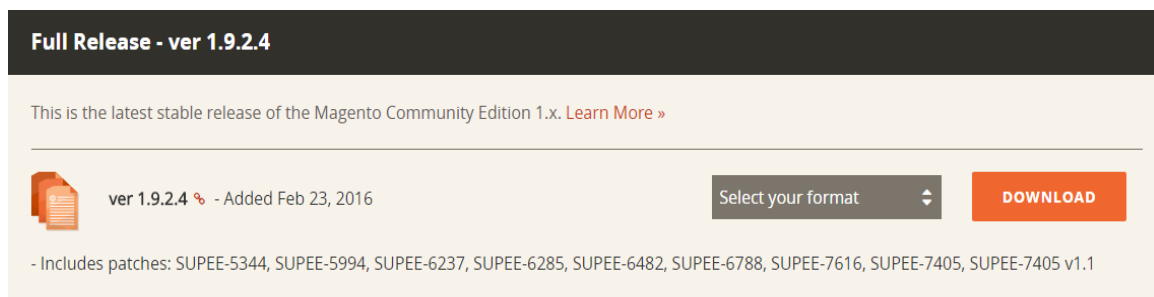 Full Release - ver 1.9.2.4
This is the latest stable release of the Magento Community Edition 1.x. Learn More »
ver 1.9.2.4 - Added Feb 23, 2016
Select your format
DOWNLOAD
- Includes patches: SUPEE-5344, SUPEE-5994, SUPEE-6237, SUPEE-6285, SUPEE-6482, SUPEE-6788, SUPEE-7616, SUPEE-7405, SUPEE-7405 v1.1